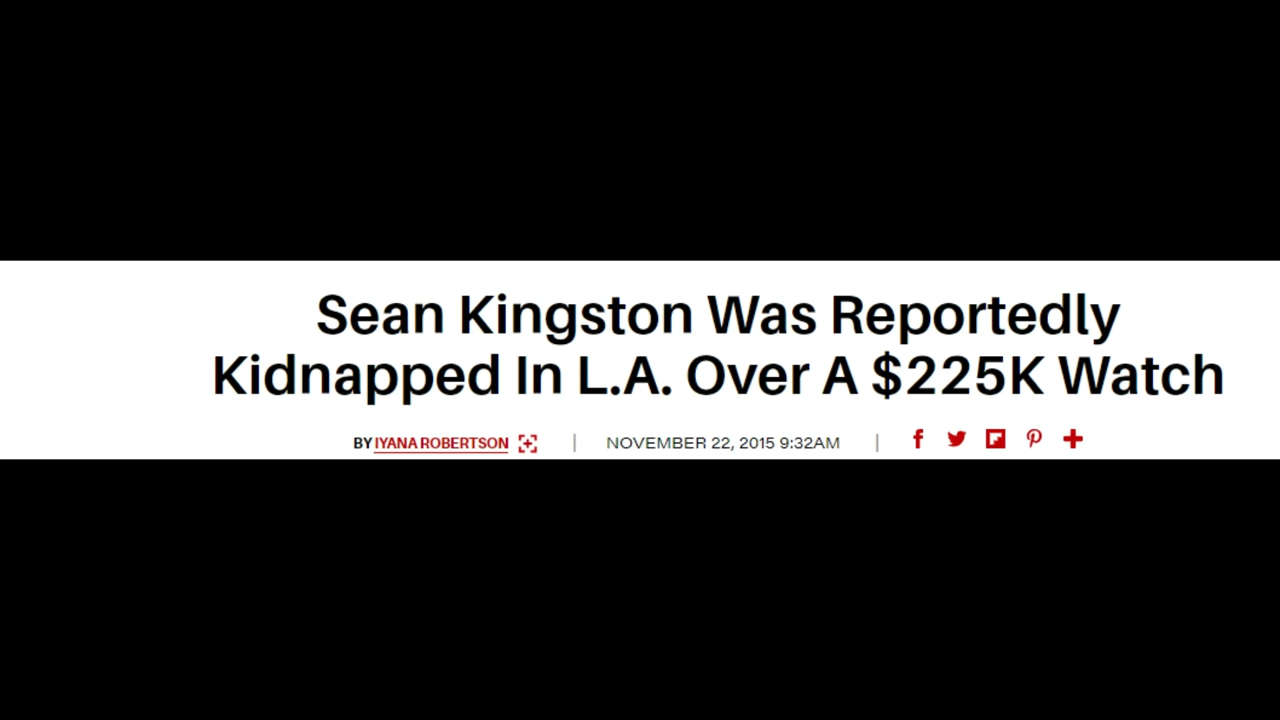 Sean Kingston Was Reportedly
Kidnapped In L.A. Over A $225K Watch
BY IYANA ROBERTSON | NOVEMBER 22, 2015 9:32AM |